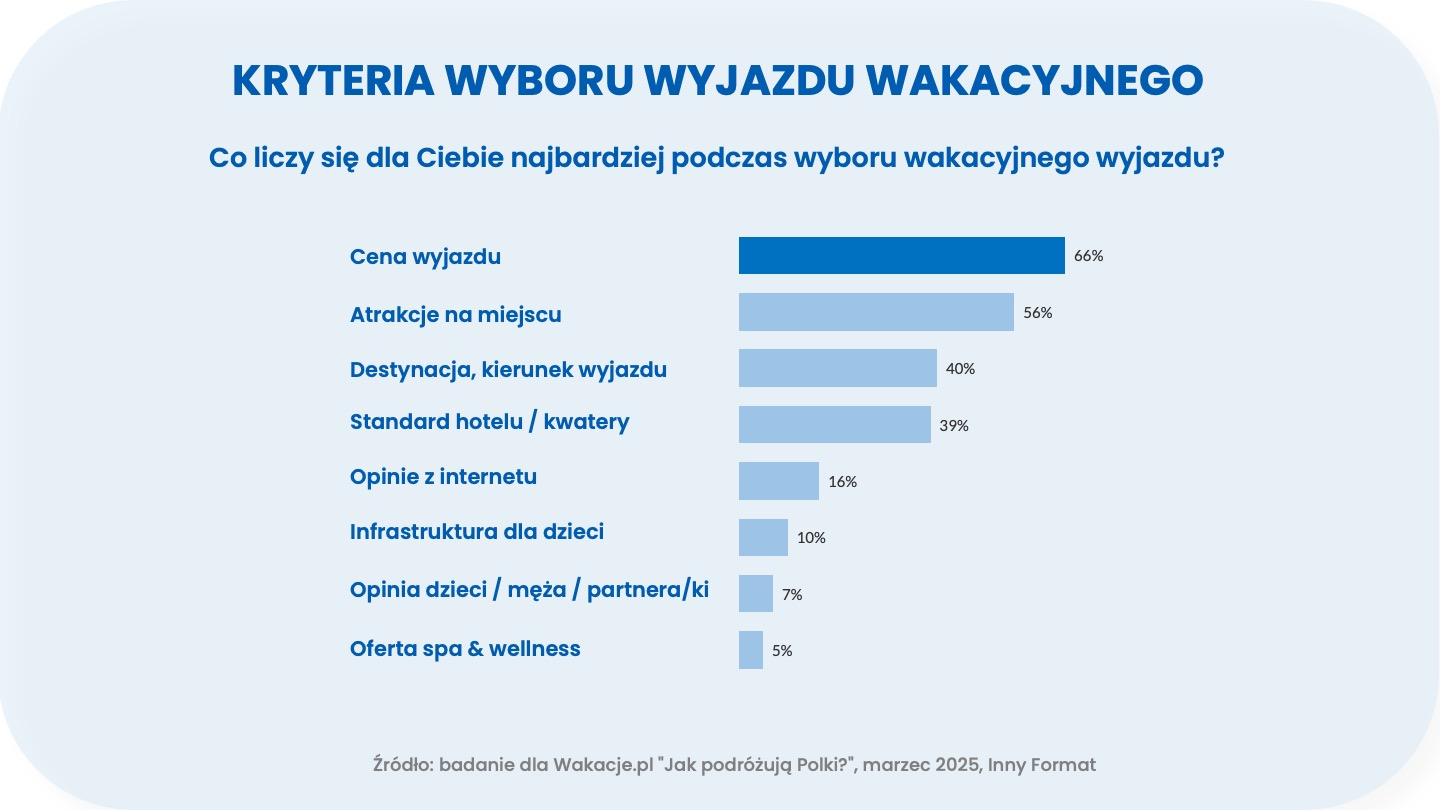 KRYTERIA WYBORU WYJAZDU WAKACYJNEGO
Co liczy się dla Ciebie najbardziej podczas wyboru wakacyjnego wyjazdu?
Cena wyjazdu 66%
Atrakcje na miejscu 56%
Destynacja, kierunek wyjazdu 40%
Standard hotelu / kwatery 39%
Opinie z internetu 16%
Infrastruktura dla dzieci 10%
Opinia dzieci / męża / partnera/ki 7%
Oferta spa & wellness 5%
Źródło: badanie dla Wakacje.pl "Jak podróżują Polki?", marzec 2025, Inny Format